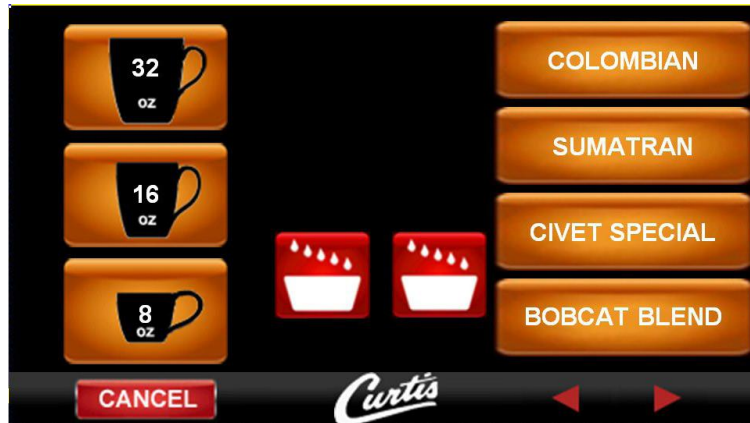 32
oz
16
oz
8
oz
COLOMBIAN
SUMATRAN
CIVET SPECIAL
BOBCAT BLEND
CANCEL
Curtis